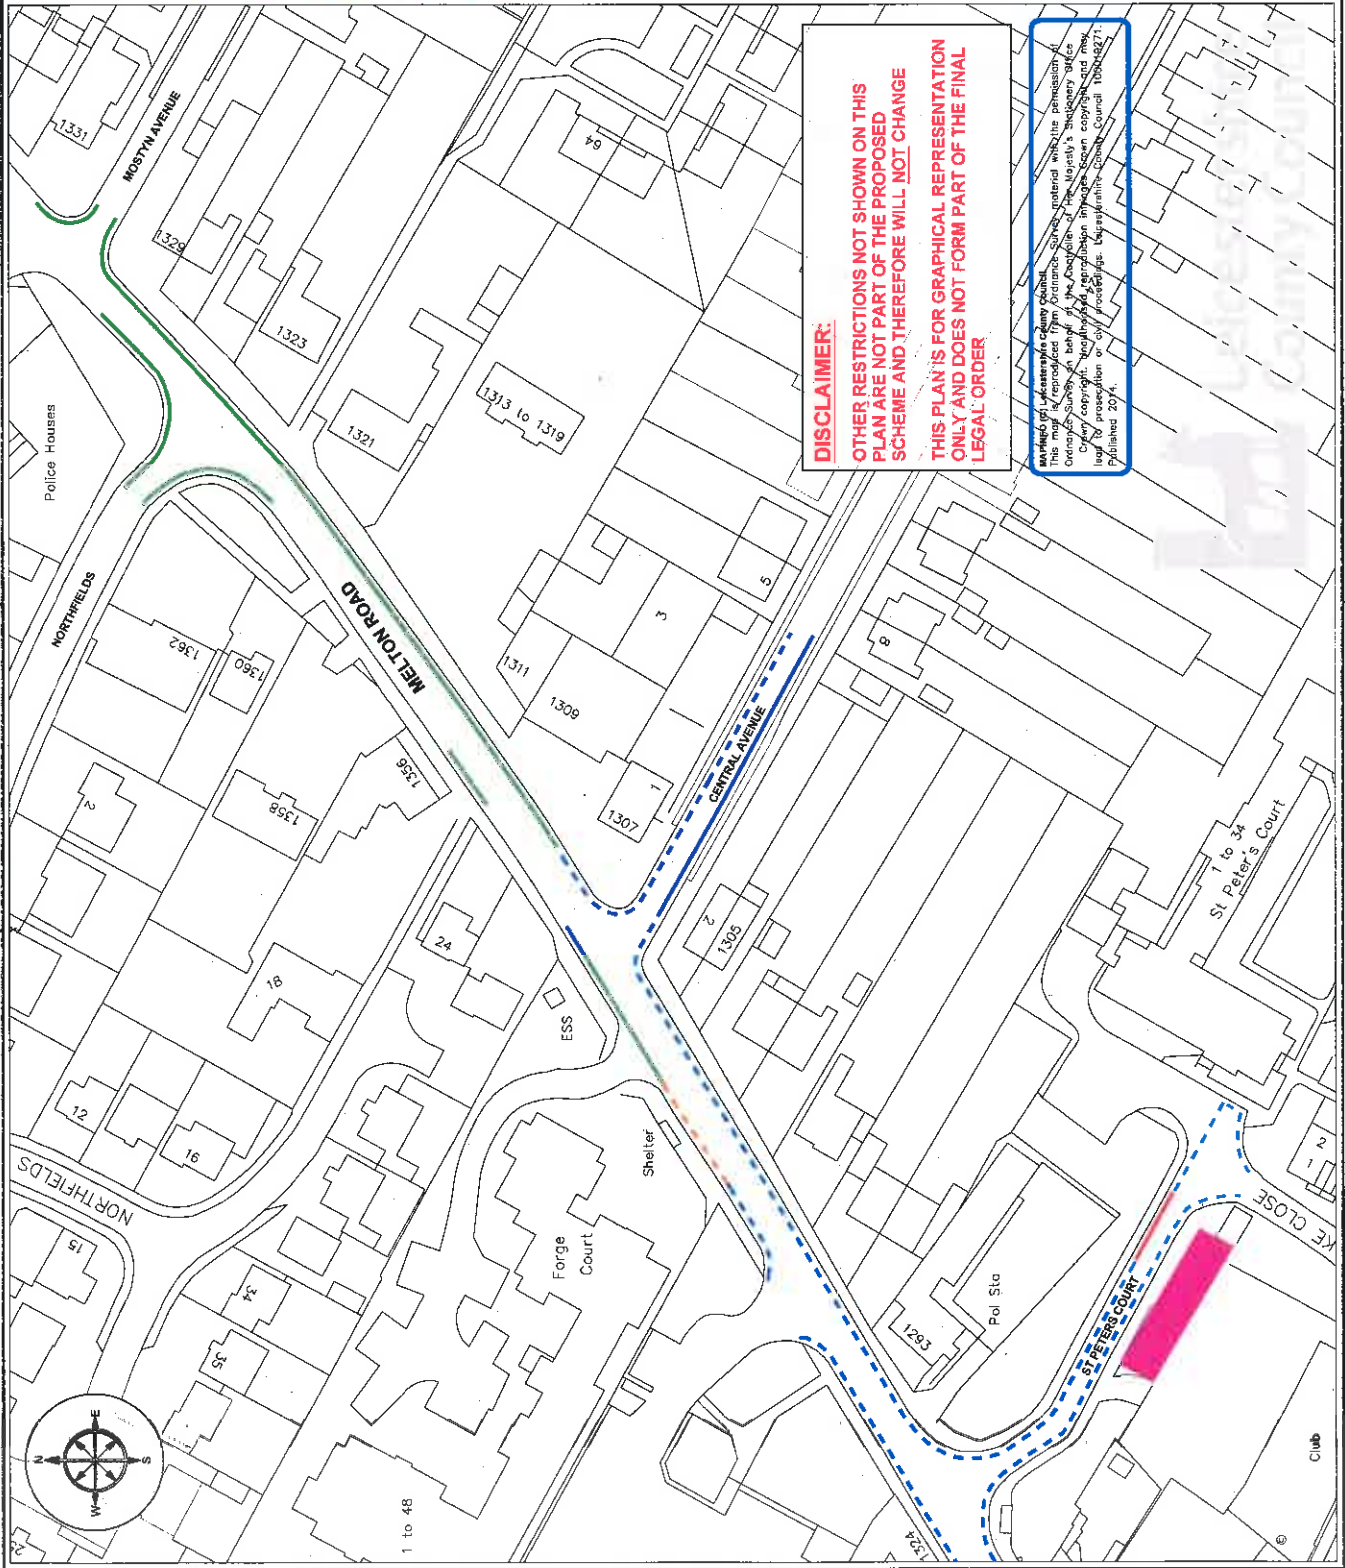 1331
MOSTYN AVENUE
1329
1323
Police Houses
1321
1313 to 1319
64
NORTHFIELDS
1362
1360
MELTON ROAD
1311
1309
3
5
2
1358
1356
1307
1
CENTRAL AVENUE
8
24
18
ESS
2
1305
12
16
NORTHFIELDS
15
Shelter
Forge
Court
34
35
1 to 34
St Peter's Court
1293
Pol Sta
ST PETERS COURT
2
1
KE CLOSE
N
E
S
W
1 to 48
1324
Club
©
DISCLAIMER:
OTHER RESTRICTIONS NOT SHOWN ON THIS
PLAN ARE NOT PART OF THE PROPOSED
SCHEME AND THEREFORE WILL NOT CHANGE
THIS PLAN IS FOR GRAPHICAL REPRESENTATION
ONLY AND DOES NOT FORM PART OF THE FINAL
LEGAL ORDER
MAPINFO (C) Leicestershire County Council
This map is reproduced from Ordnance Survey material with the permission of
Ordnance Survey on behalf of the Controller of Her Majesty's Stationery Office
Crown copyright. Unauthorised reproduction infringes Crown copyright and may
lead to prosecution or civil proceedings. Leicestershire County Council
Published 2014.
Leicestershire
County Council